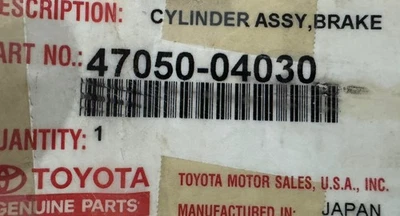 ESCRIPTION: CYLINDER ASSY,BRAKE
ART NO.: 47050-04030
QUANTITY: 1
TOYOTA TOYOTA MOTOR SALES, U.S.A., INC.
GENUINE PARTS MANUFACTURED IN JAPAN